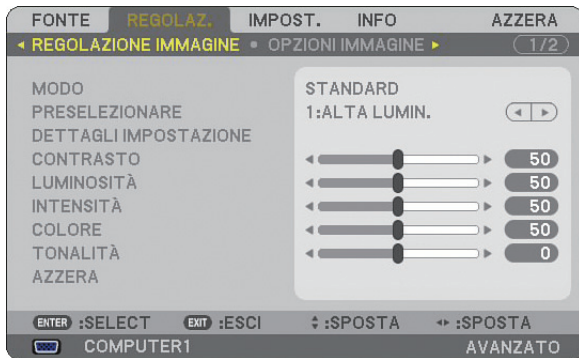 FONTE REGOLAZ. IMPOST. INFO AZZERA
REGOLAZIONE IMMAGINE OPZIONI IMMAGINE 1/2
MODO STANDARD
PRESELEZIONARE 1:ALTA LUMIN.
DETTAGLI IMPOSTAZIONE
CONTRASTO 50
LUMINOSITÀ 50
INTENSITÀ 50
COLORE 50
TONALITÀ 0
AZZERA
ENTER :SELECT EXIT :ESCI :SPOSTA :SPOSTA
COMPUTER1 AVANZATO